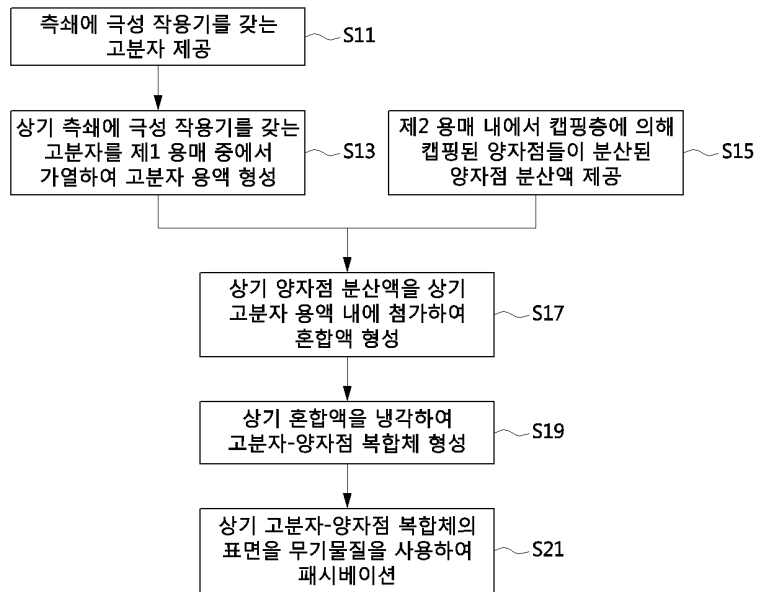 측쇄에 극성 작용기를 갖는
고분자 제공
S11
상기 측쇄에 극성 작용기를 갖는
고분자를 제1 용매 중에서
가열하여 고분자 용액 형성
S13
제2 용매 내에서 캡핑층에 의해
캡핑된 양자점들이 분산된
양자점 분산액 제공
S15
상기 양자점 분산액을 상기
고분자 용액 내에 첨가하여
혼합액 형성
S17
상기 혼합액을 냉각하여
고분자-양자점 복합체 형성
S19
상기 고분자-양자점 복합체의
표면을 무기물질을 사용하여
패시베이션
S21